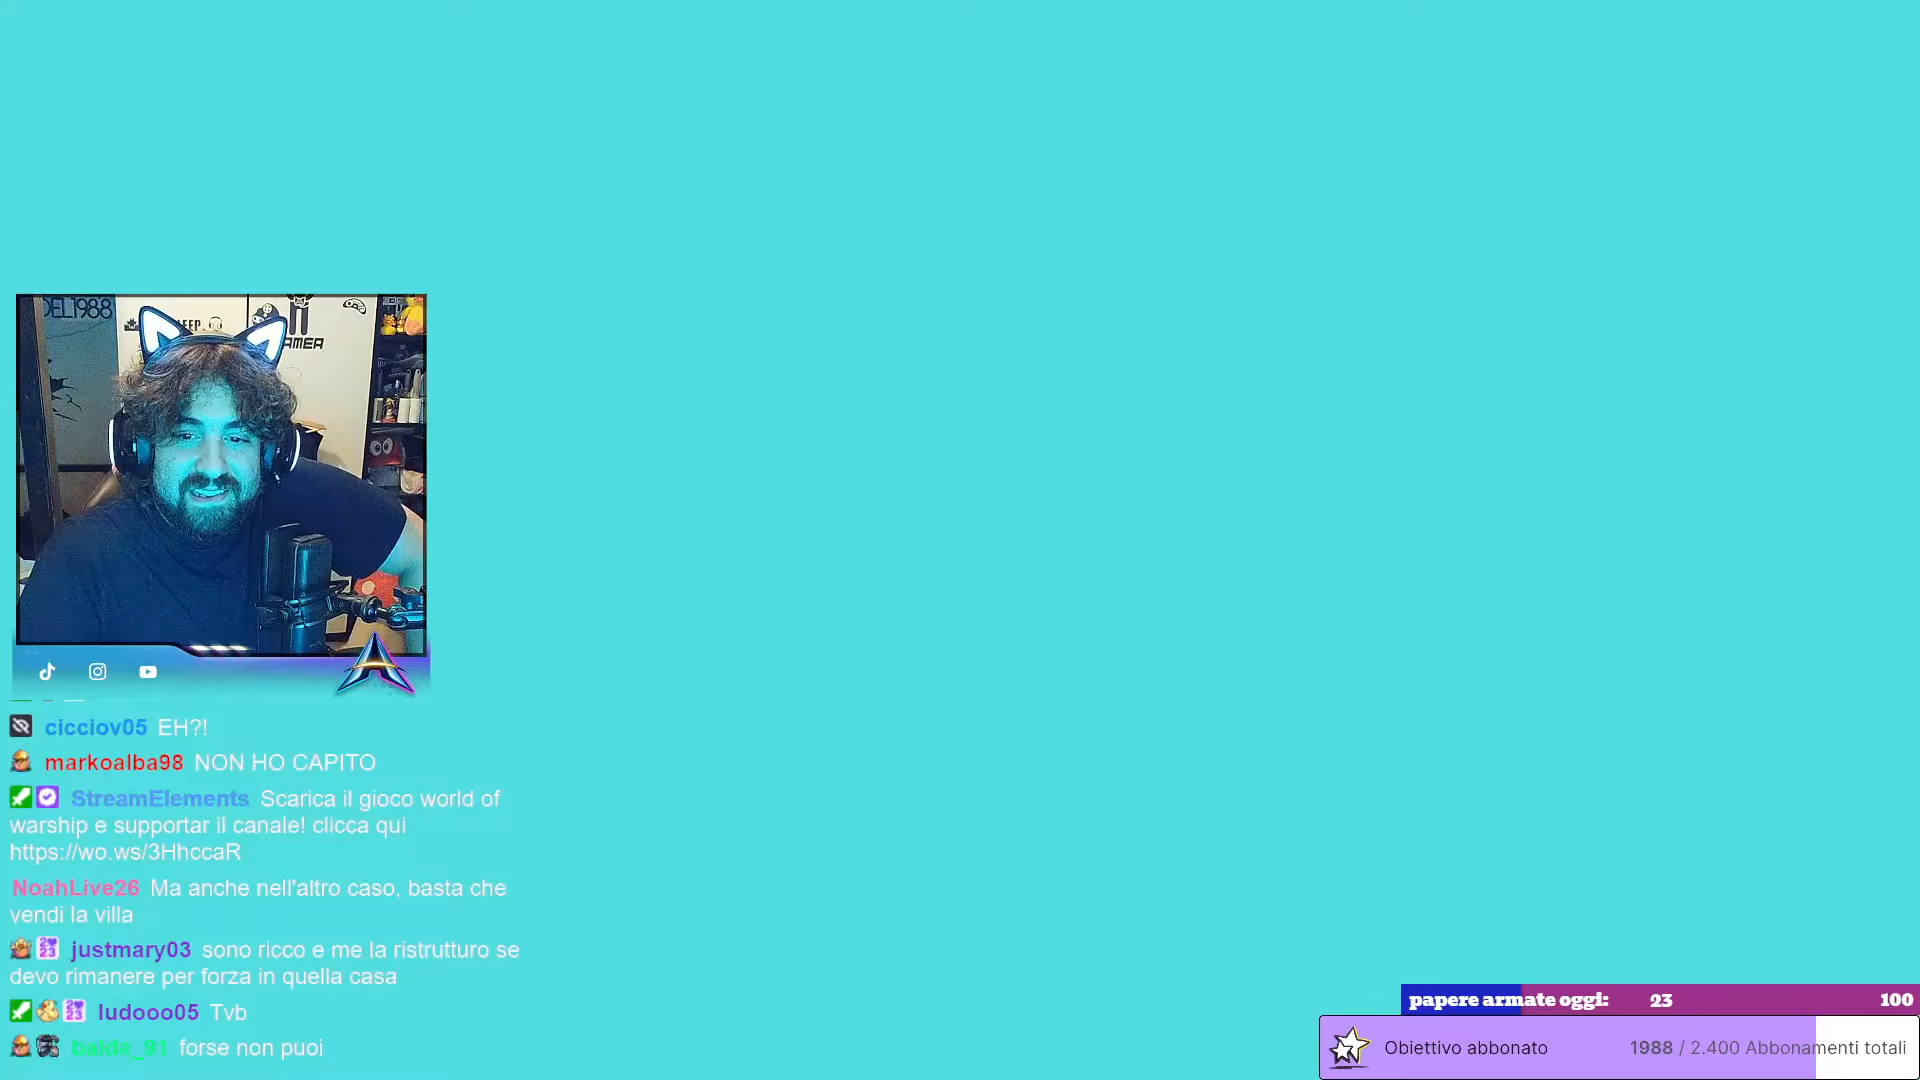 DEL1988
GAMER
cicciov05 EH?!
markoalba98 NON HO CAPITO
StreamElements Scarica il gioco world of
warship e supportar il canale! clicca qui
https://wo.ws/3HhccaR
NoahLive26 Ma anche nell'altro caso, basta che
vendi la villa
justmary03 sono ricco e me la ristrutturo se
devo rimanere per forza in quella casa
ludooo05 Tvb
balda_91 forse non puoi
papere armate oggi: 23 100
Obiettivo abbonato 1988 / 2.400 Abbonamenti totali